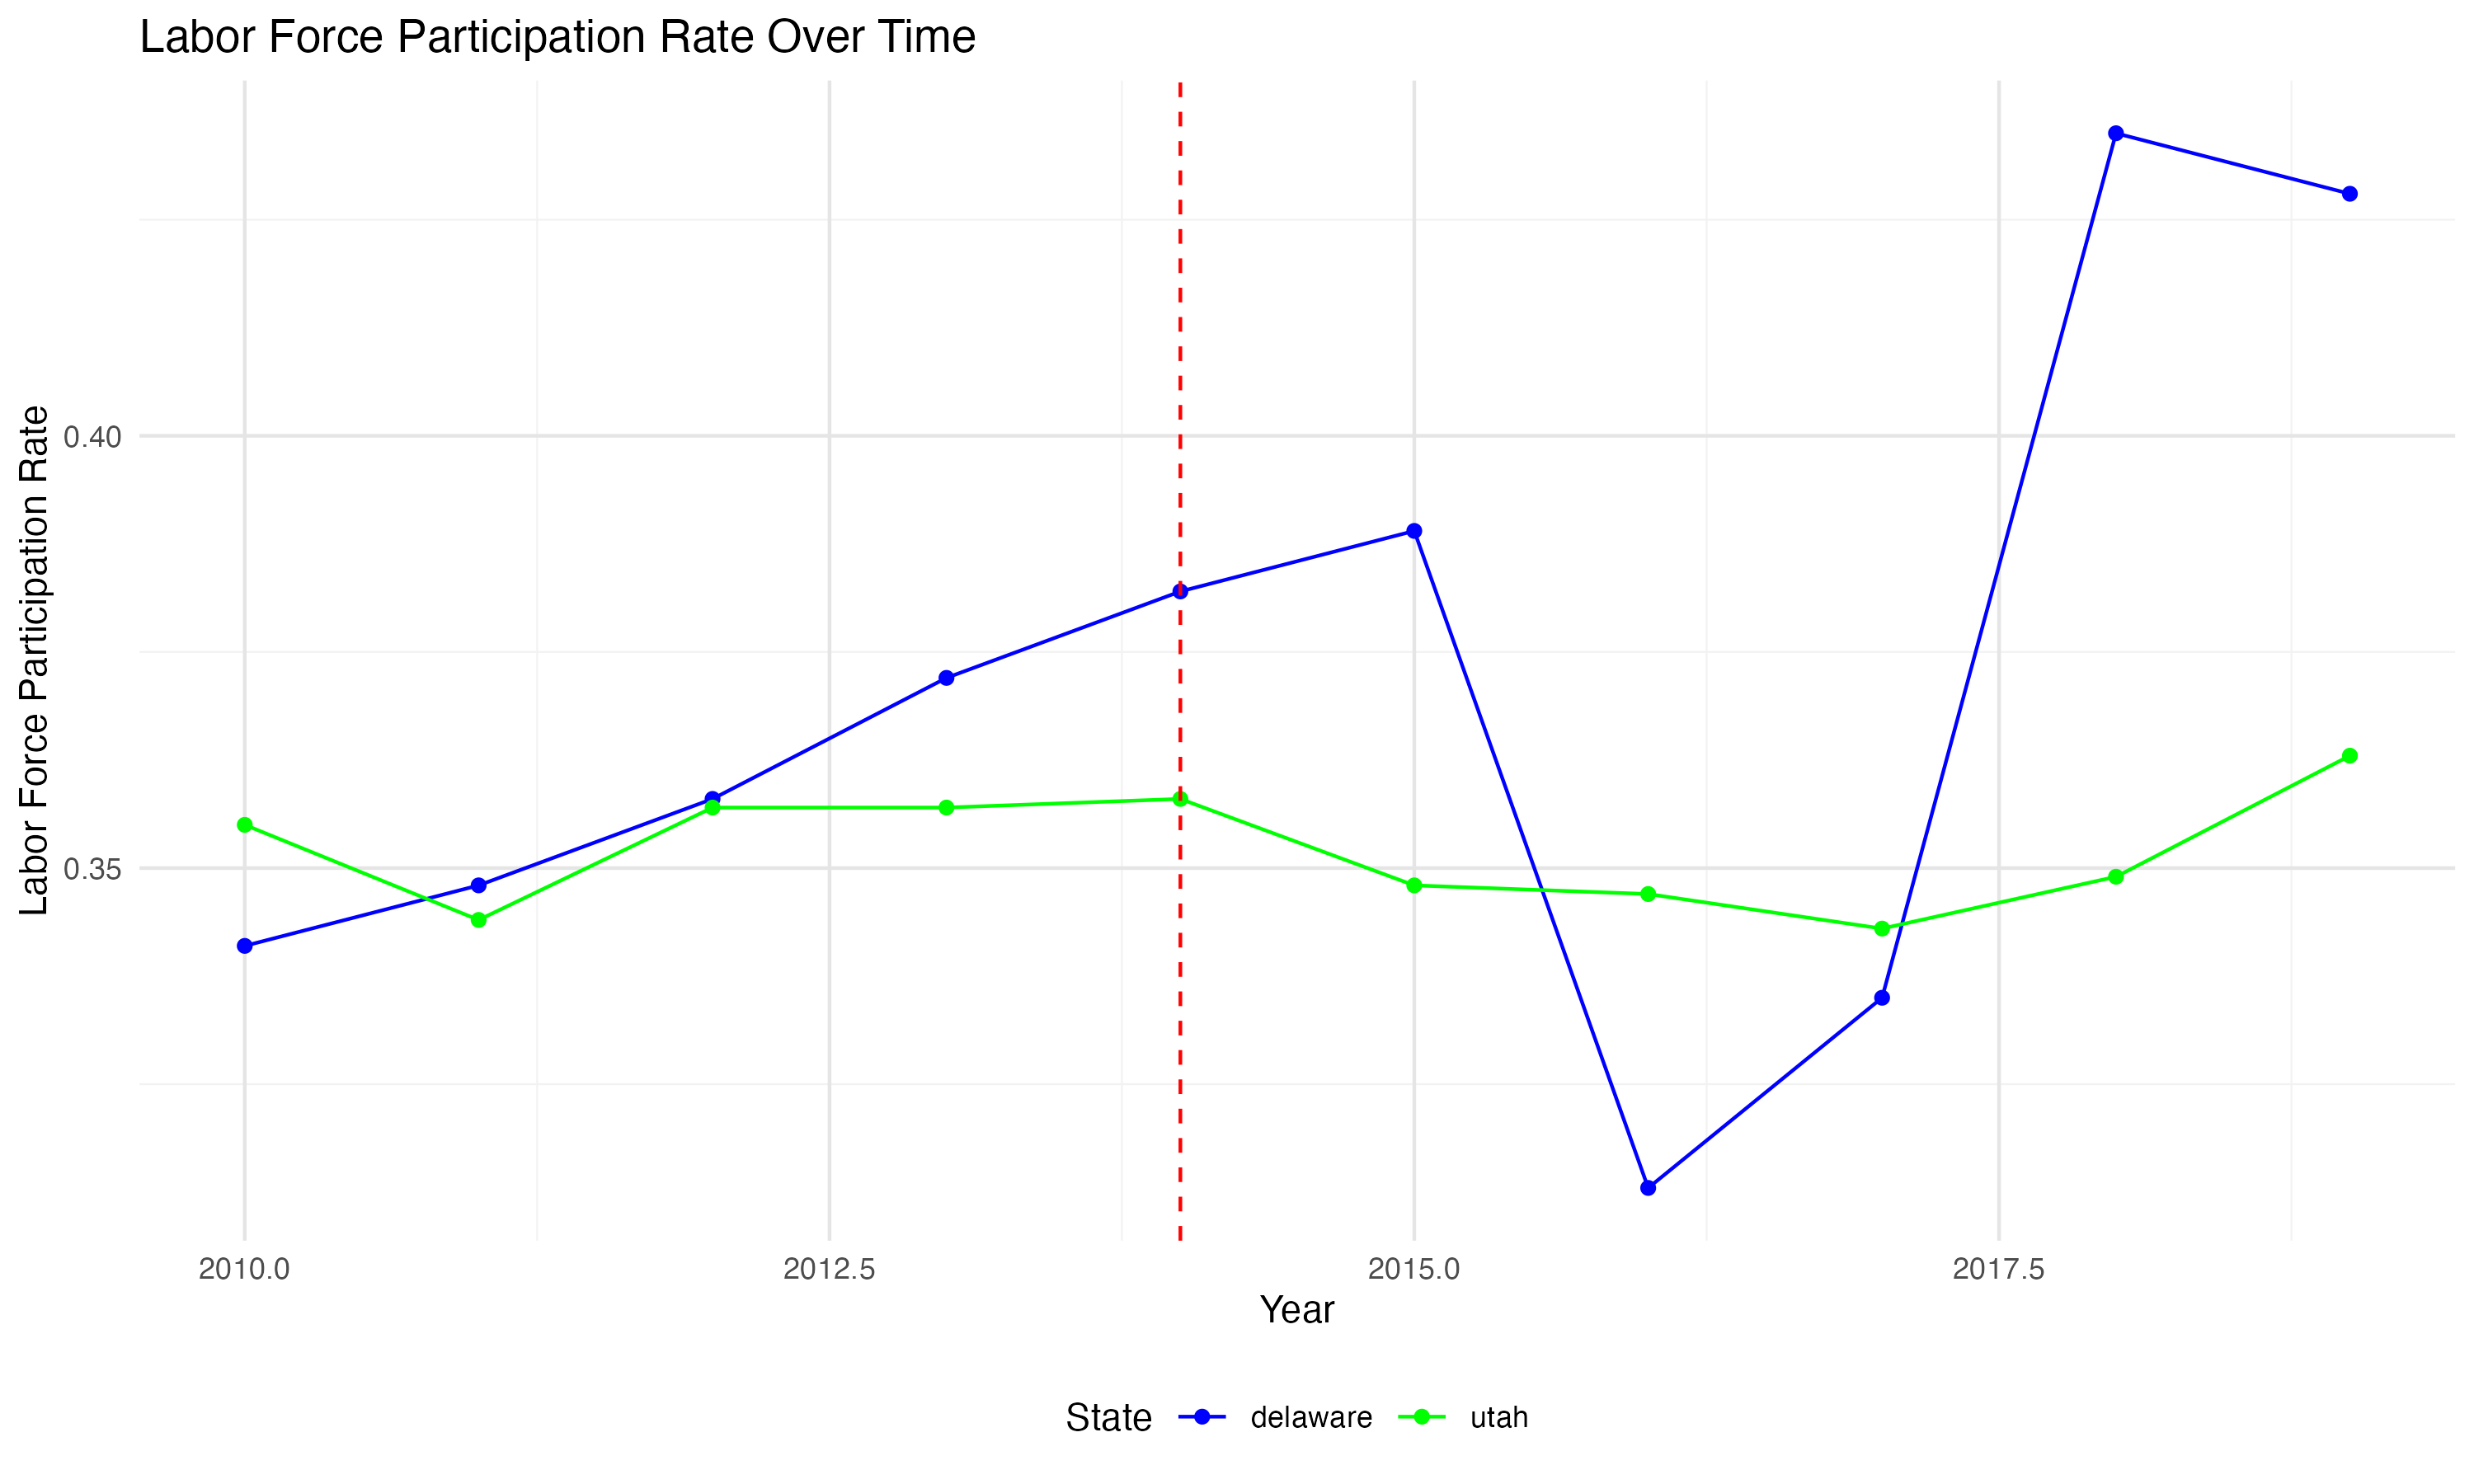 Labor Force Participation Rate Over Time
Labor Force Participation Rate
0.40
0.35
2010.0 2012.5 2015.0 2017.5
Year
State delaware utah